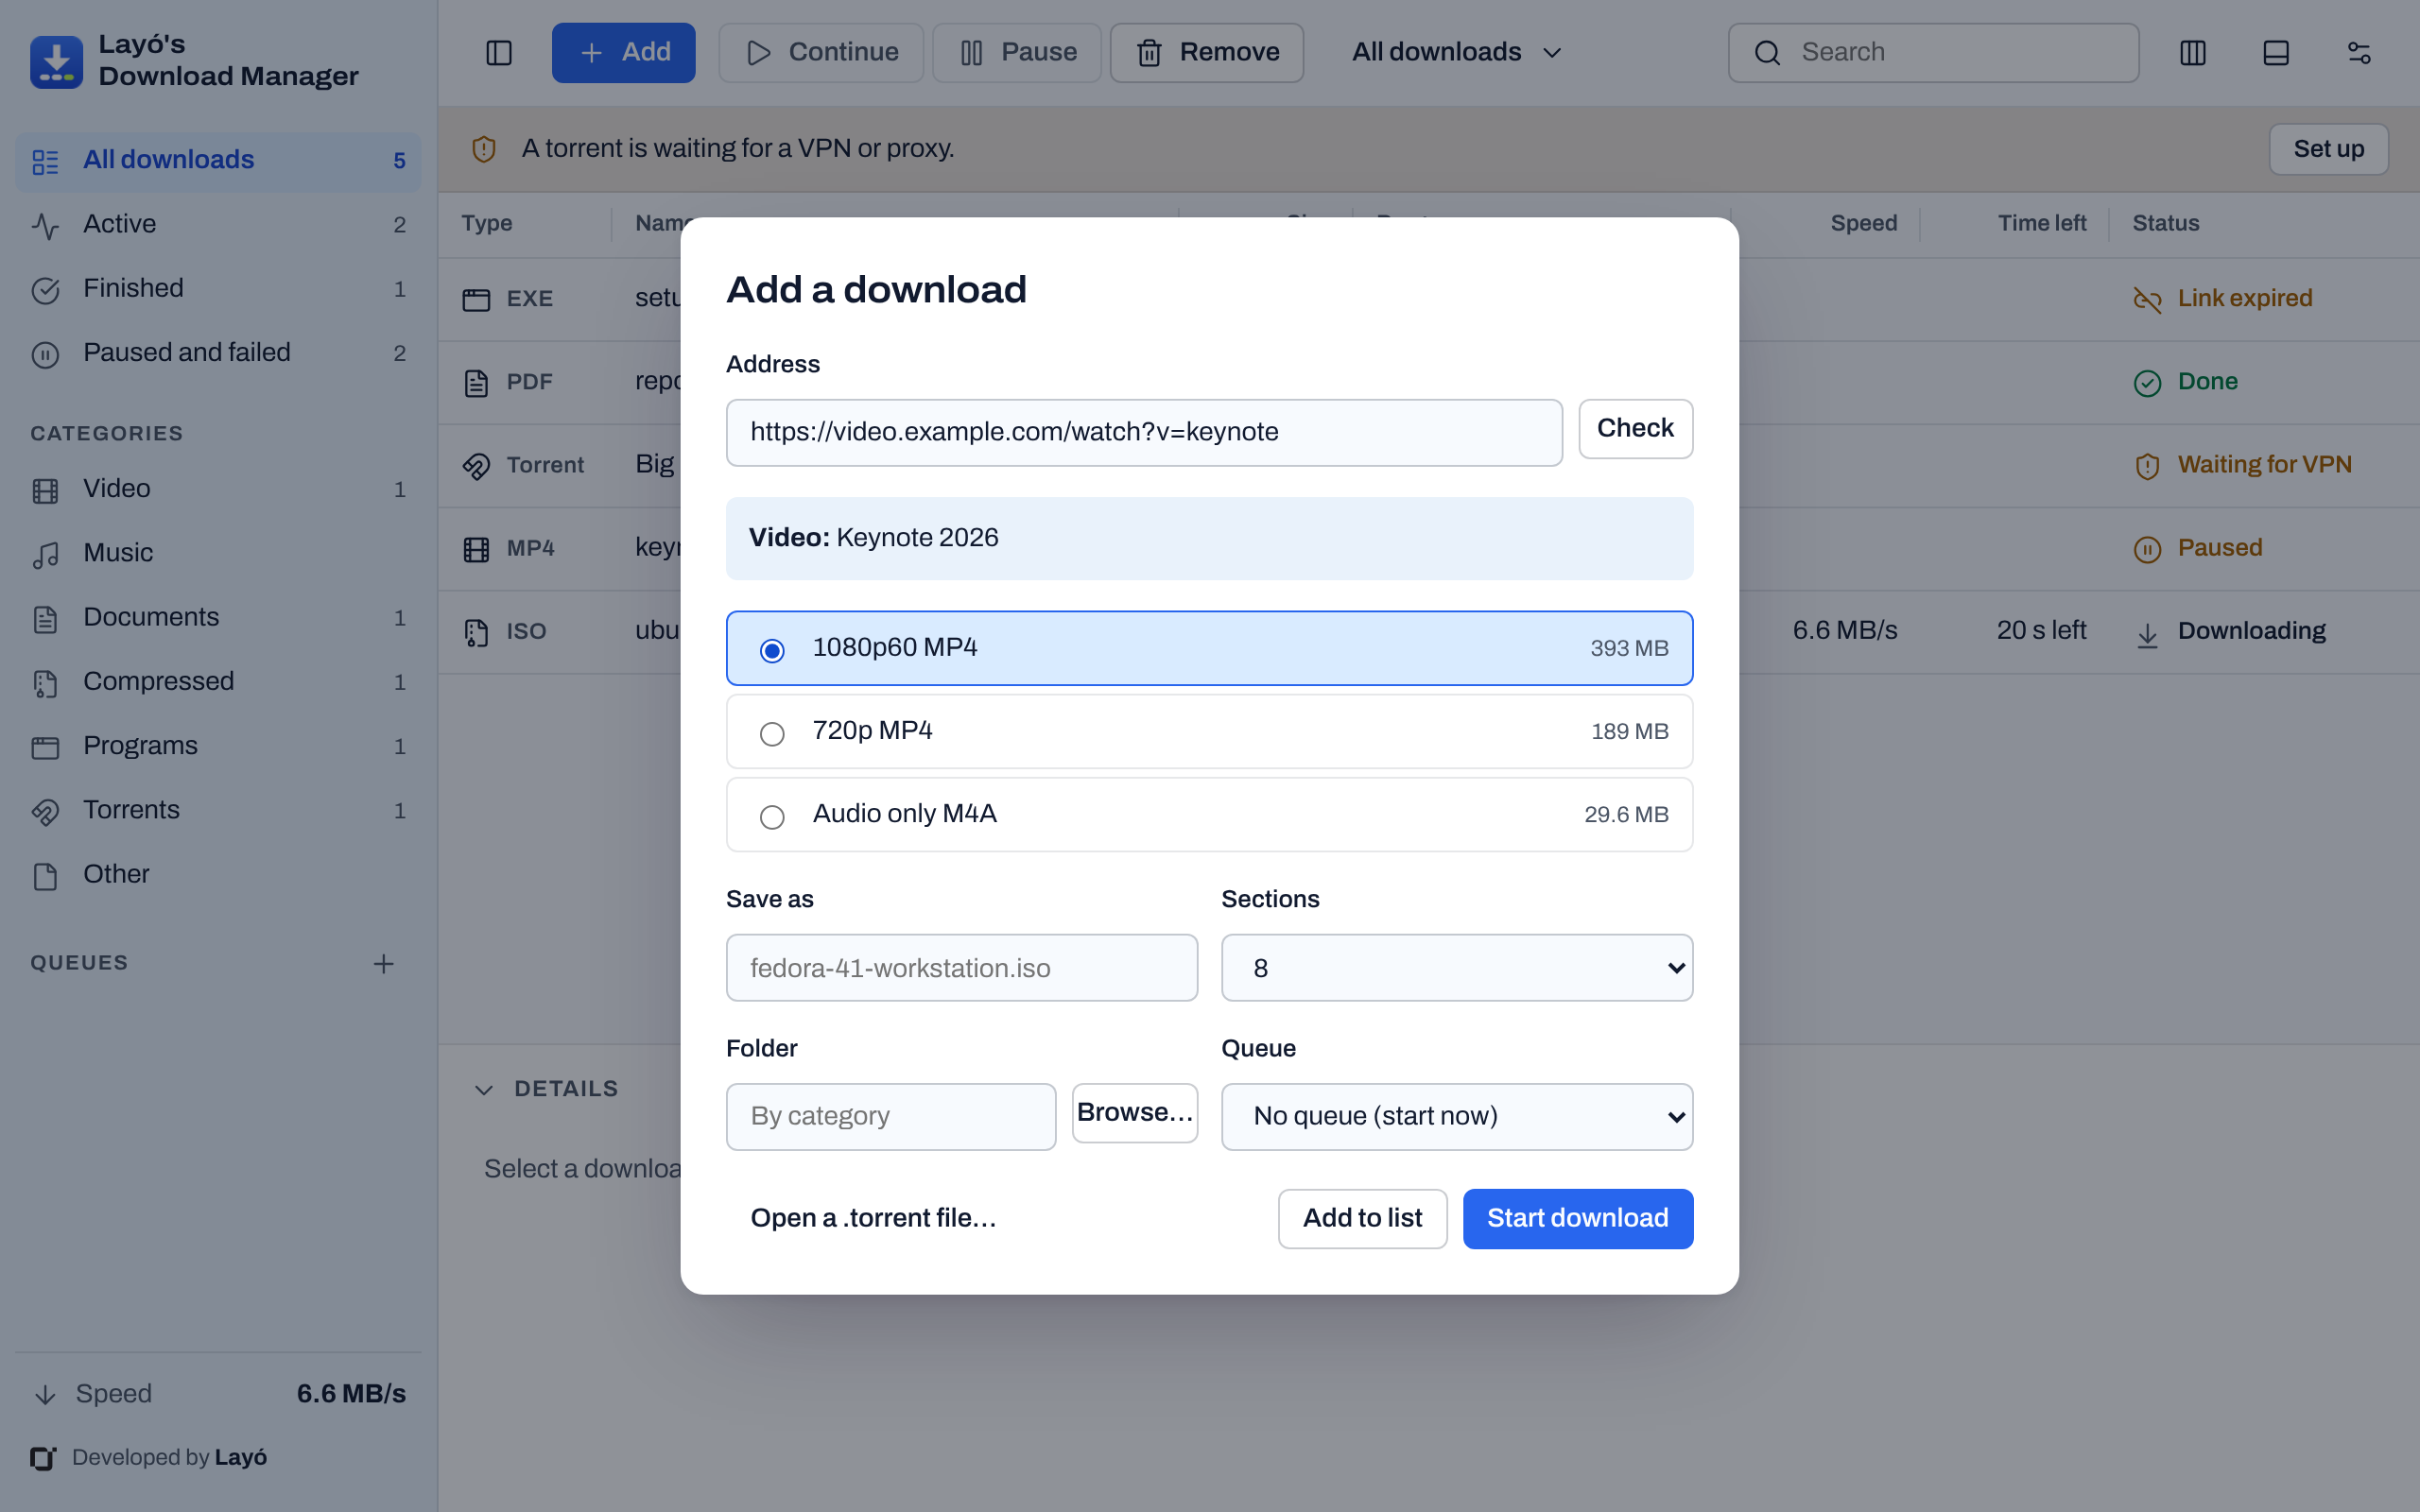 Layó's
Download Manager
Add
Continue
Pause
Remove
All downloads
Search
All downloads 5
Active 2
Finished 1
Paused and failed 2
CATEGORIES
Video 1
Music
Documents 1
Compressed 1
Programs 1
Torrents 1
Other
QUEUES
Speed 6.6 MB/s
Developed by Layó
A torrent is waiting for a VPN or proxy.
Set up
Type Name Speed Time left Status
EXE Link expired
PDF Done
Torrent Big Waiting for VPN
MP4 Paused
ISO 6.6 MB/s 20 s left Downloading
DETAILS
Select a
Add a download
Address
https://video.example.com/watch?v=keynote
Check
Video: Keynote 2026
1080p60 MP4 393 MB
720p MP4 189 MB
Audio only M4A 29.6 MB
Save as
fedora-41-workstation.iso
Sections
8
Folder
By category
Browse...
Queue
No queue (start now)
Open a .torrent file...
Add to list
Start download